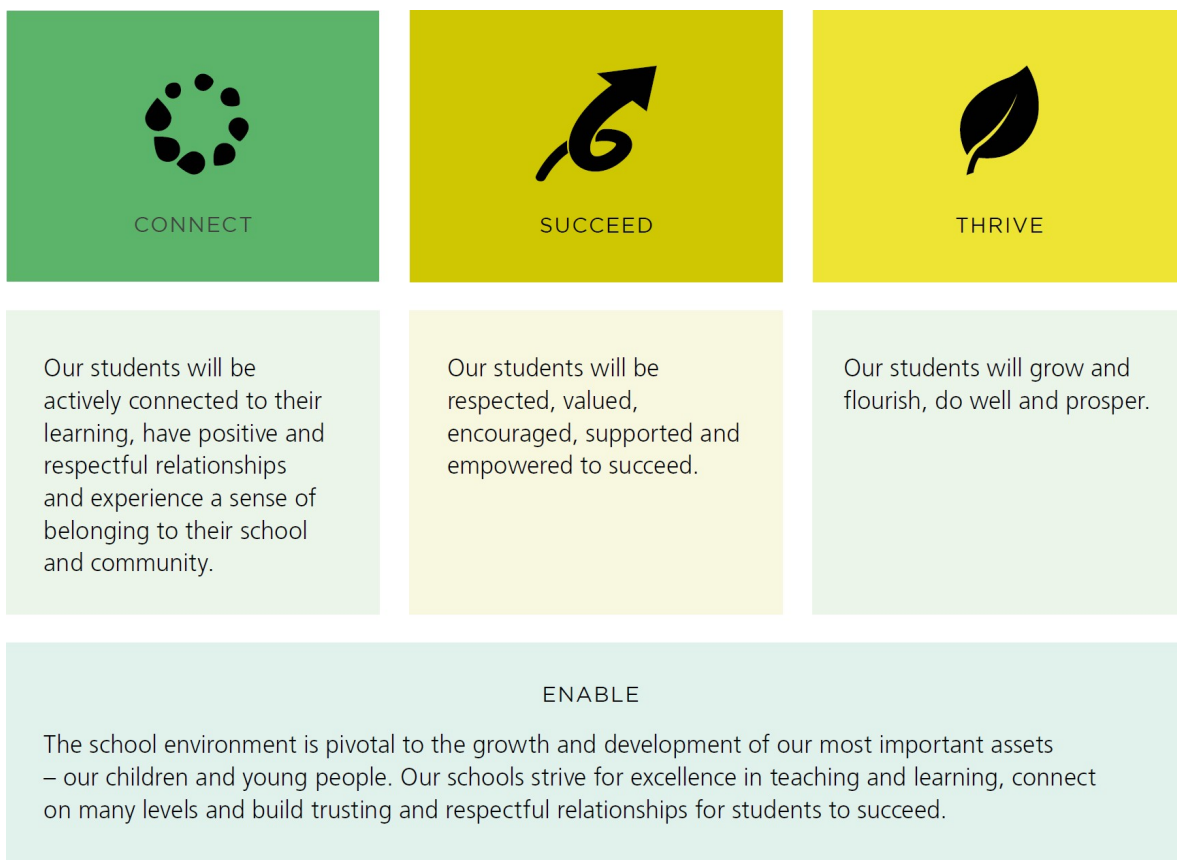 CONNECT
SUCCEED
THRIVE
Our students will be
actively connected to their
learning, have positive and
respectful relationships
and experience a sense of
belonging to their school
and community.
Our students will be
respected, valued,
encouraged, supported and
empowered to succeed.
Our students will grow and
flourish, do well and prosper.
ENABLE
The school environment is pivotal to the growth and development of our most important assets
– our children and young people. Our schools strive for excellence in teaching and learning, connect
on many levels and build trusting and respectful relationships for students to succeed.